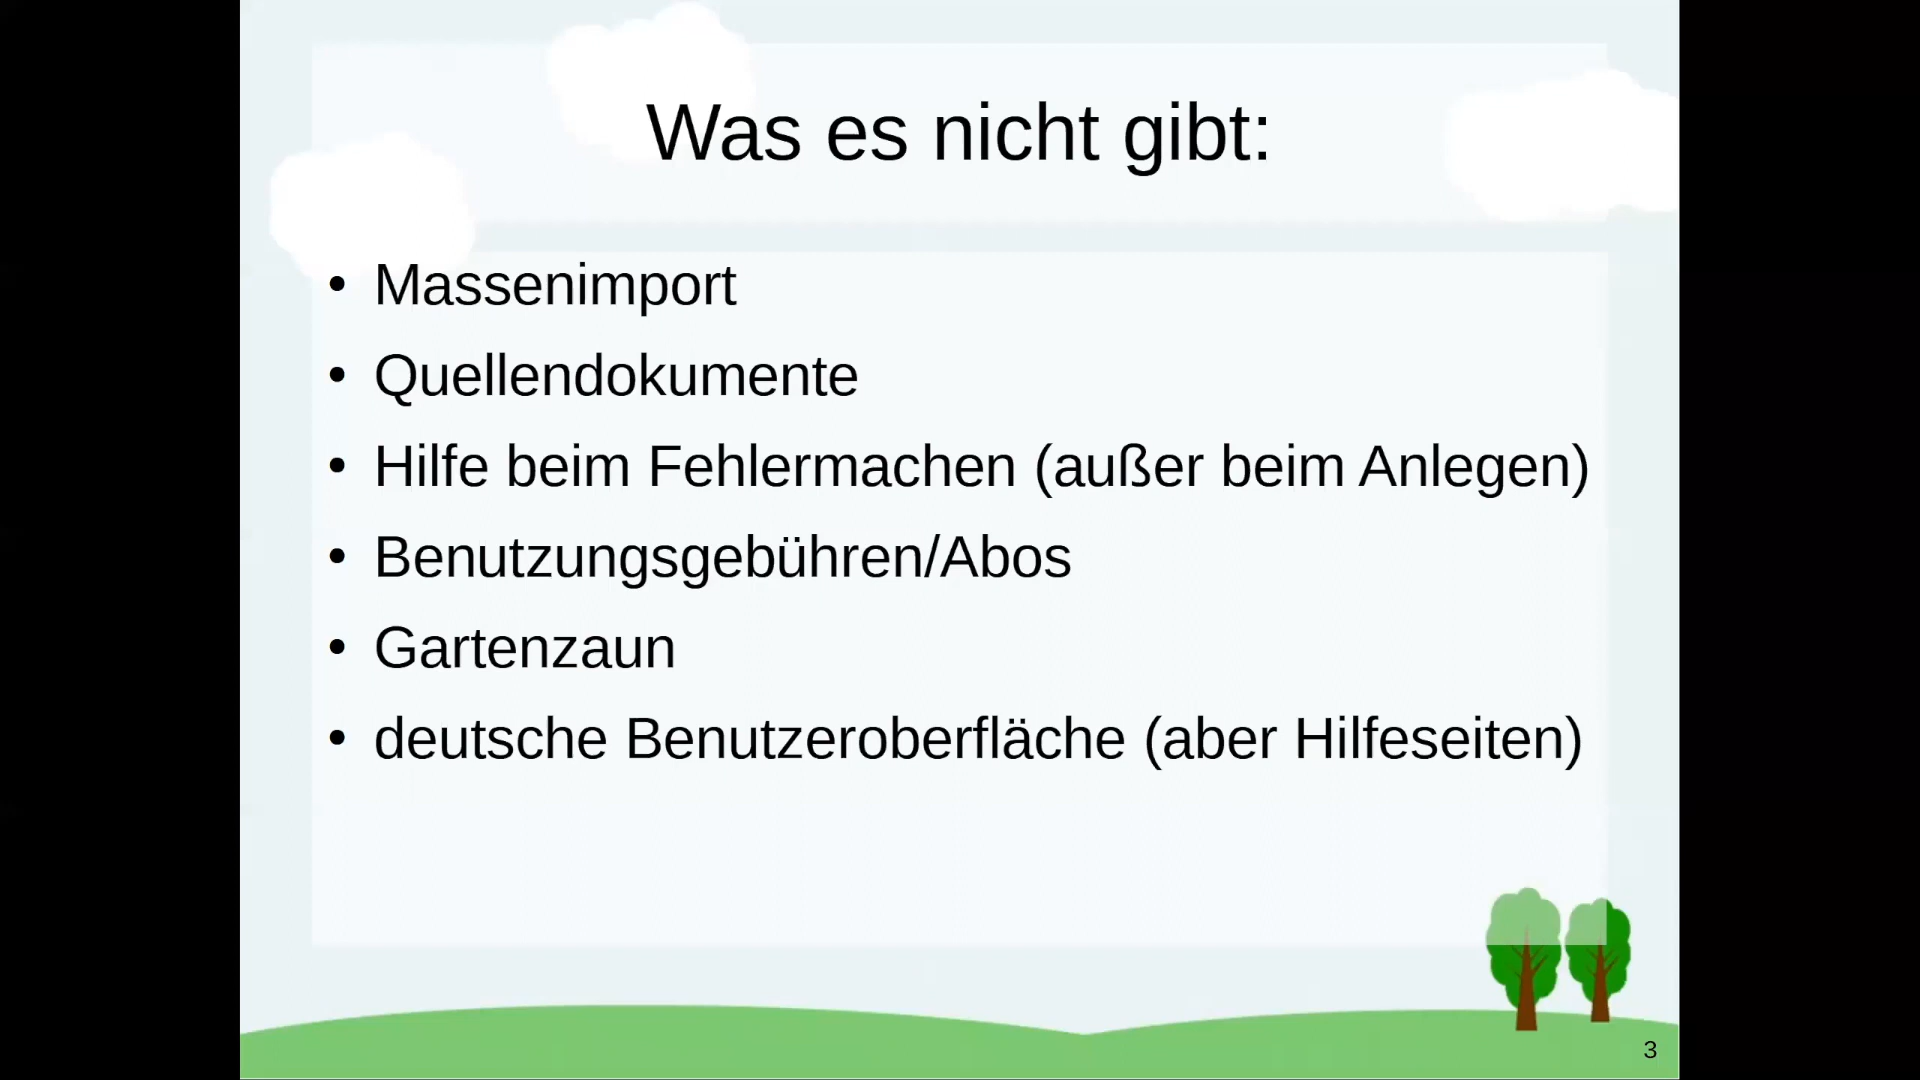 Was es nicht gibt:
• Massenimport
• Quellendokumente
• Hilfe beim Fehlermachen (außer beim Anlegen)
• Benutzungsgebühren/Abos
• Gartenzaun
• deutsche Benutzeroberfläche (aber Hilfeseiten)
3